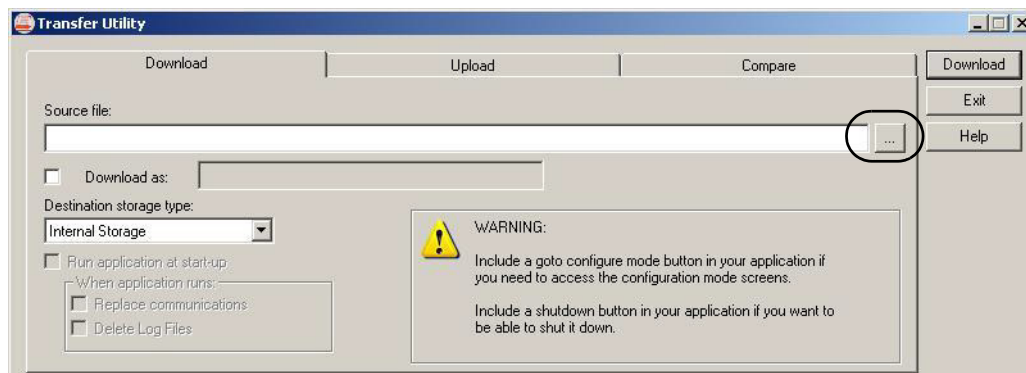 Transfer Utility
Download Upload Compare
Download
Exit
Help
Source file:
...
Download as:
Destination storage type:
Internal Storage
Run application at start-up
When application runs:
Replace communications
Delete Log Files
WARNING:
Include a goto configure mode button in your application if
you need to access the configuration mode screens.
Include a shutdown button in your application if you want to
be able to shut it down.